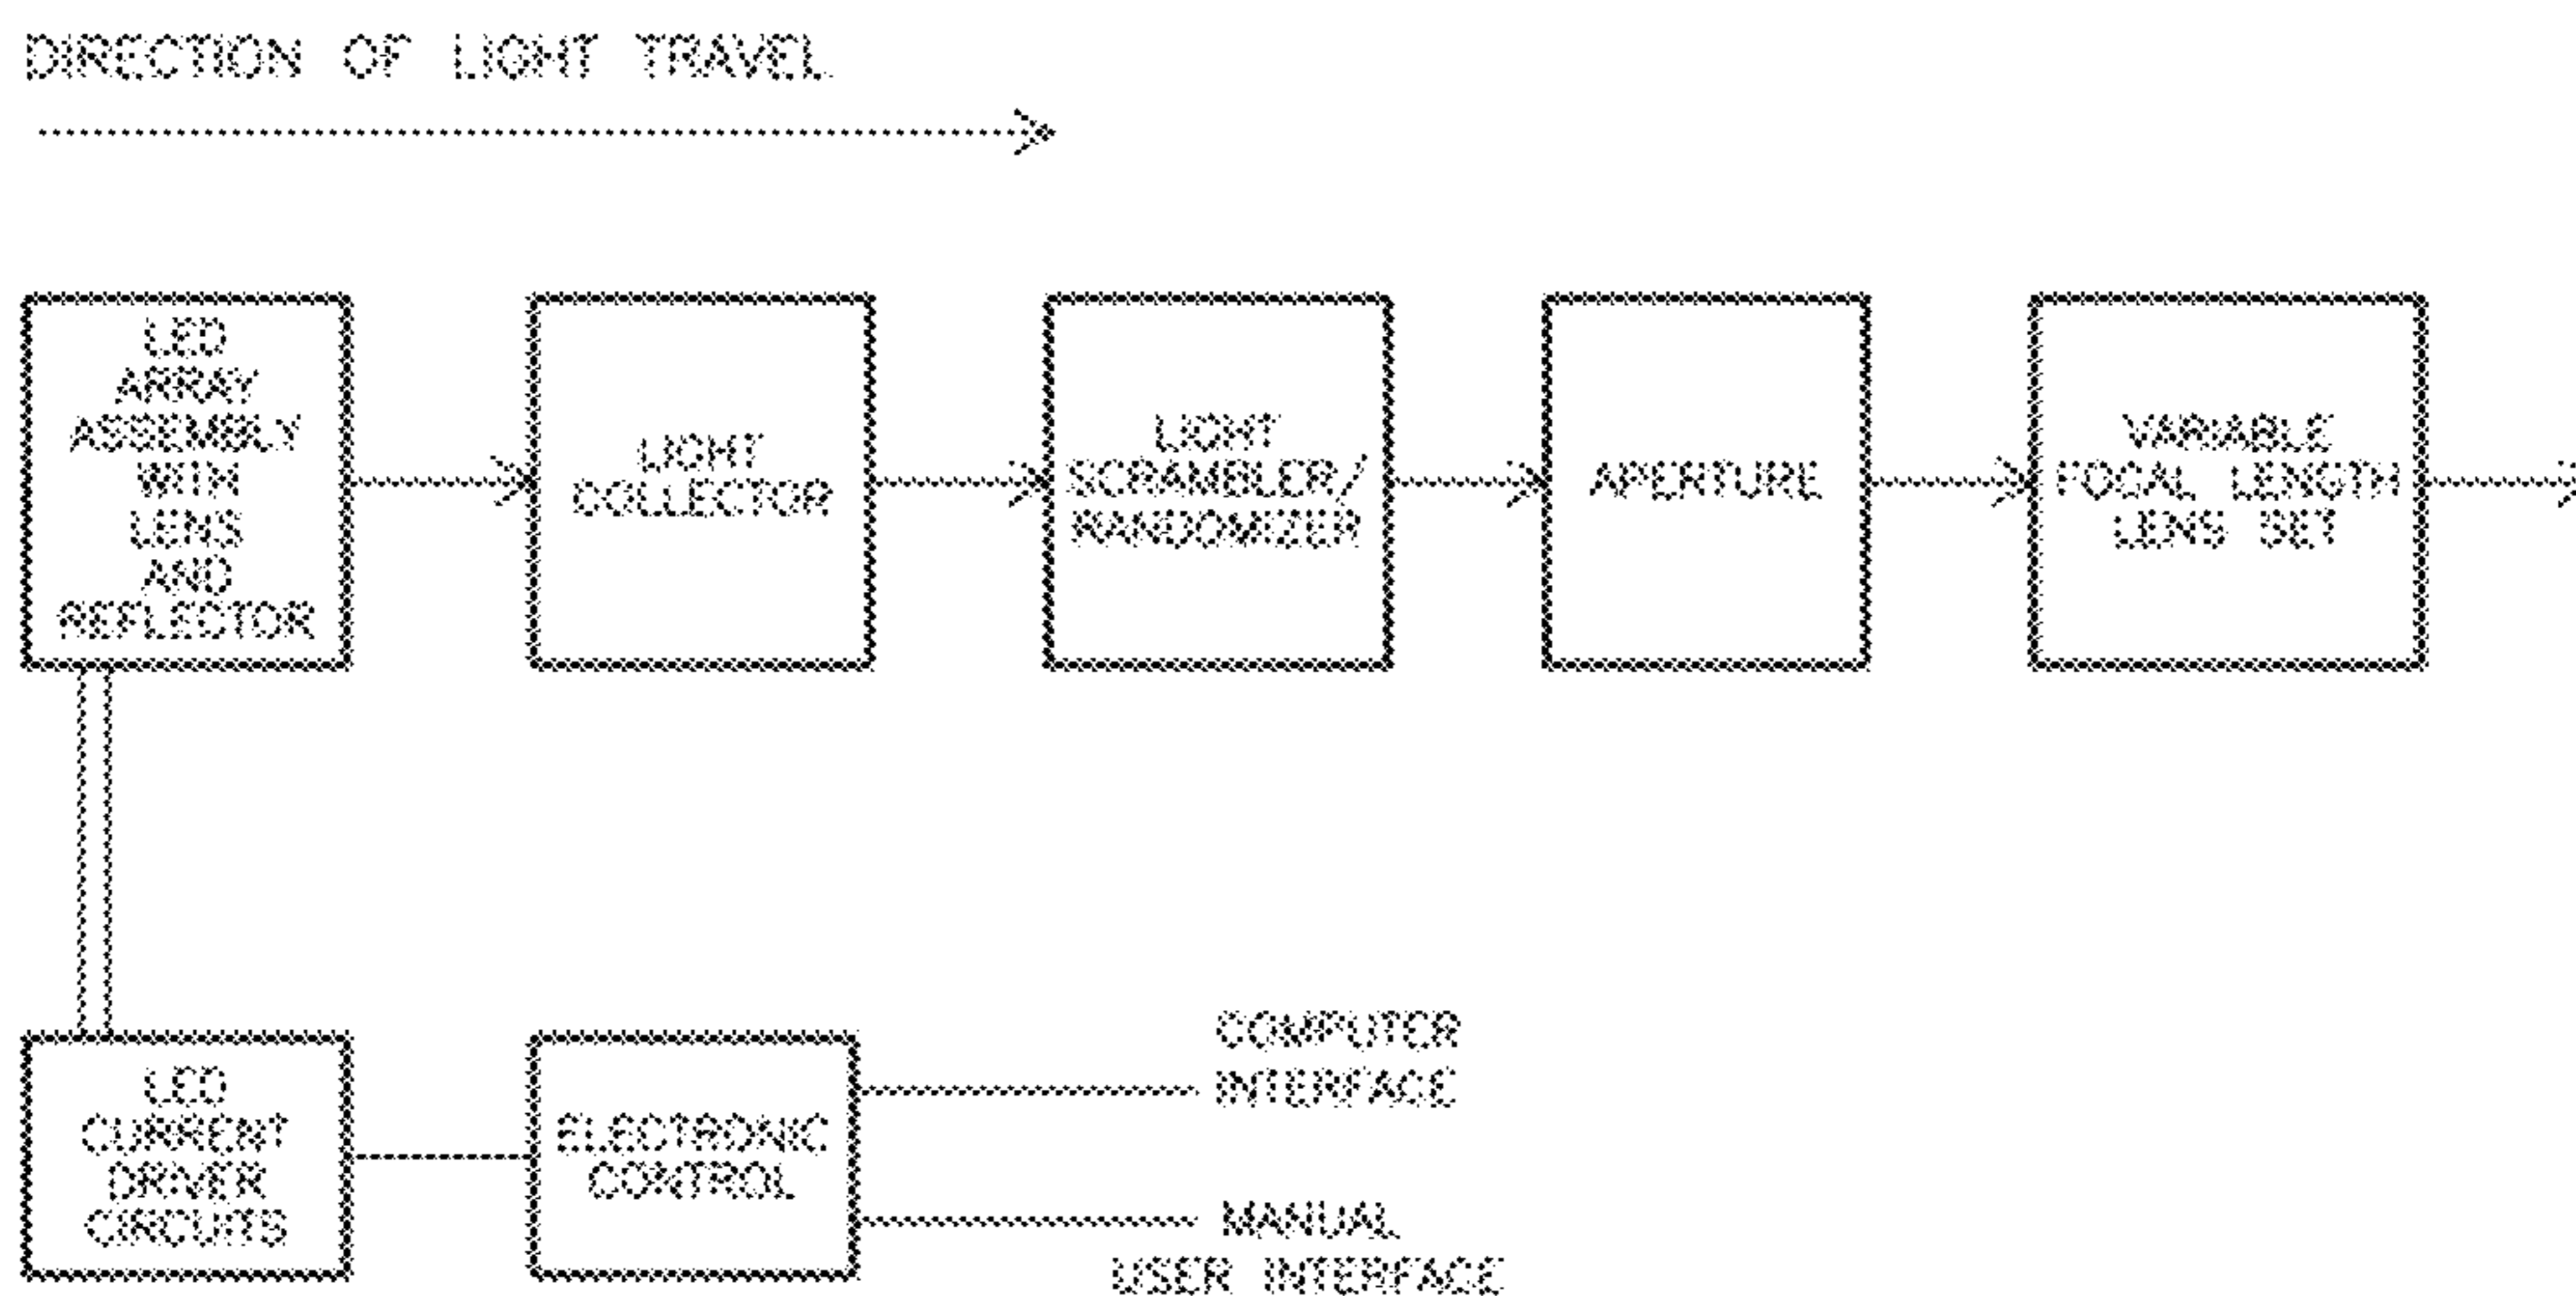 DIRECTION OF LIGHT TRAVEL
LED
ARRAY
ASSEMBLY
WITH
LENS
AND
REFLECTOR
LIGHT
COLLECTOR
LIGHT
SCRAMBLER/
RANDOMIZER
APERTURE
VARIABLE
FOCAL LENGTH
LENS SET
LED
CURRENT
DRIVER
CIRCUITS
ELECTRONIC
CONTROL
COMPUTER
INTERFACE
MANUAL
USER INTERFACE